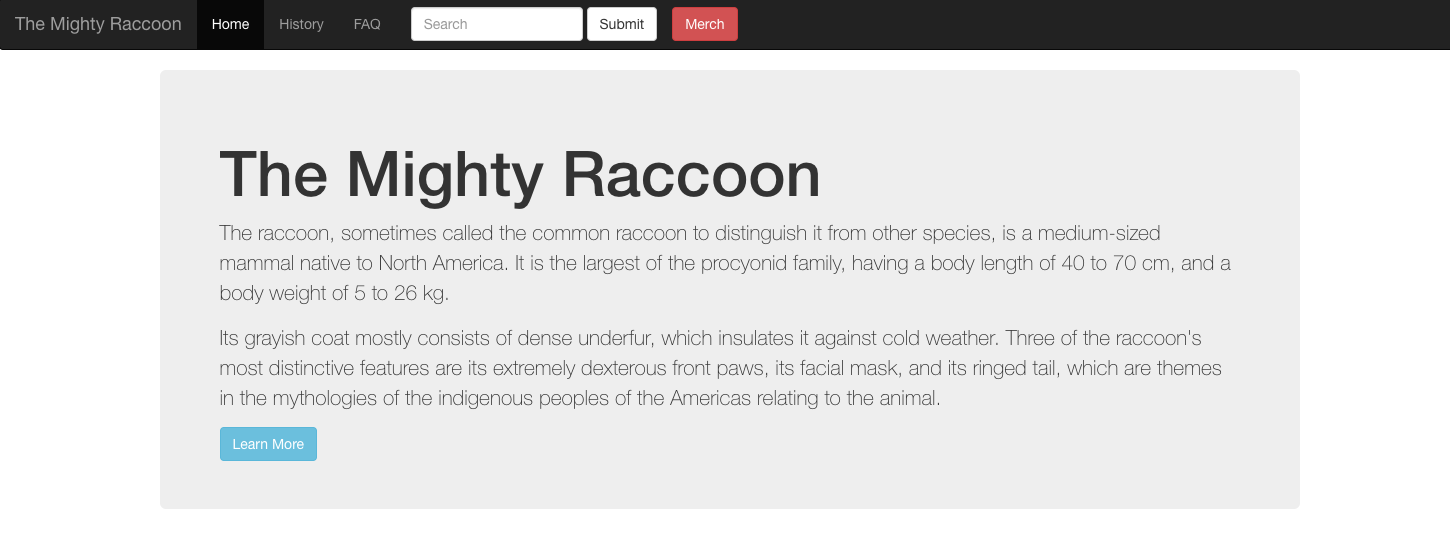 The Mighty Raccoon Home History FAQ Search Submit Merch
The Mighty Raccoon
The raccoon, sometimes called the common raccoon to distinguish it from other species, is a medium-sized
mammal native to North America. It is the largest of the procyonid family, having a body length of 40 to 70 cm, and a
body weight of 5 to 26 kg.
Its grayish coat mostly consists of dense underfur, which insulates it against cold weather. Three of the raccoon's
most distinctive features are its extremely dexterous front paws, its facial mask, and its ringed tail, which are themes
in the mythologies of the indigenous peoples of the Americas relating to the animal.
Learn More